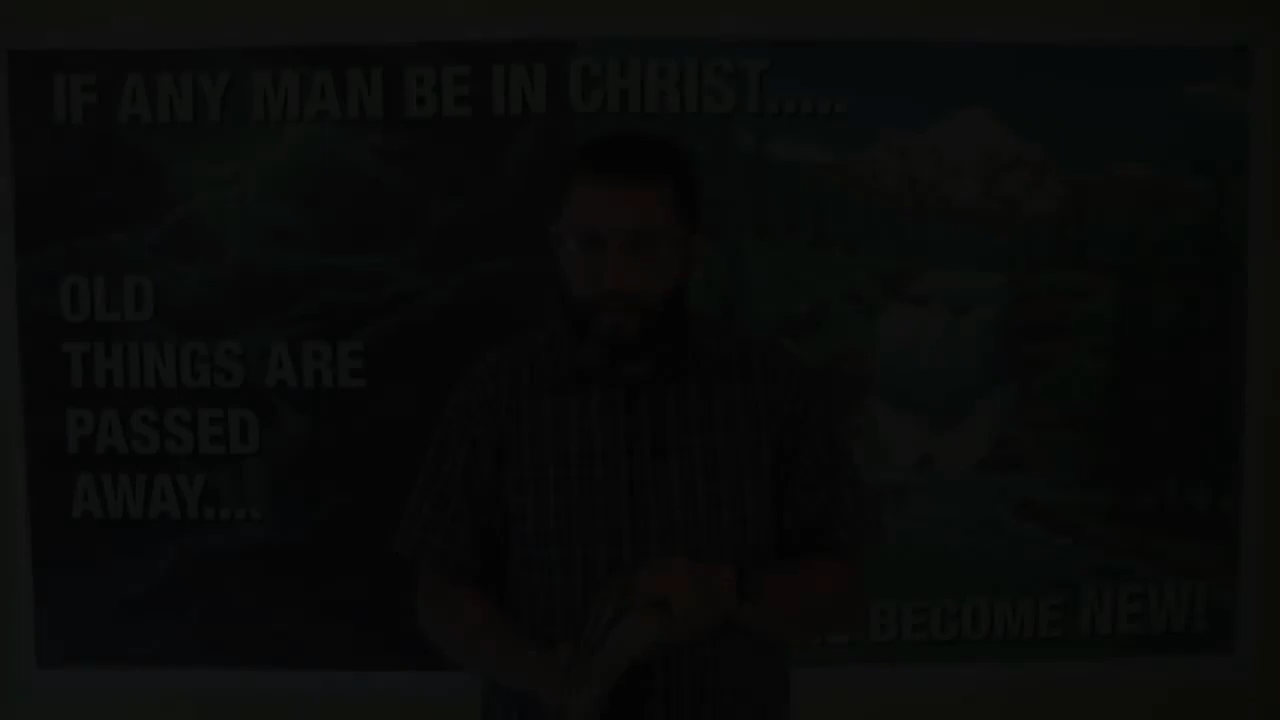 IF ANY MAN BE IN CHRIST.....
OLD
THINGS ARE
PASSED
AWAY....
BECOME NEW!